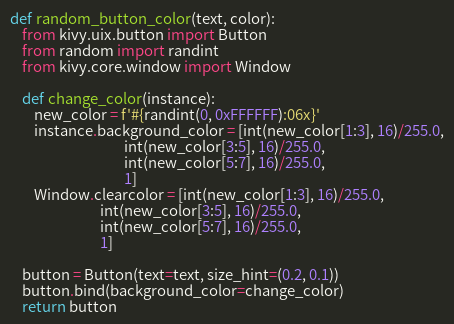 def random_button_color(text, color):
    from kivy.uix.button import Button
    from random import randint
    from kivy.core.window import Window

    def change_color(instance):
        new_color = f'#{randint(0, 0xFFFFFF):06x}'
        instance.background_color = [int(new_color[1:3], 16)/255.0,
                                     int(new_color[3:5], 16)/255.0,
                                     int(new_color[5:7], 16)/255.0,
                                     1]
        Window.clearcolor = [int(new_color[1:3], 16)/255.0,
                             int(new_color[3:5], 16)/255.0,
                             int(new_color[5:7], 16)/255.0,
                             1]

    button = Button(text=text, size_hint=(0.2, 0.1))
    button.bind(background_color=change_color)
    return button